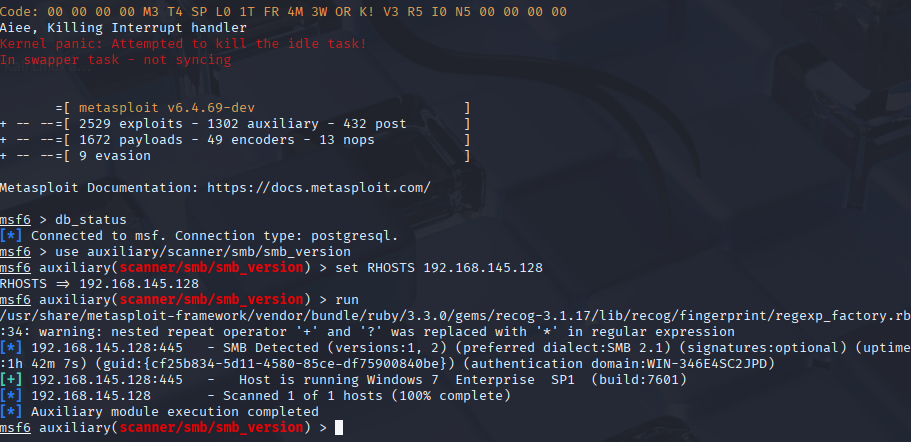 Code: 00 00 00 00 M3 T4 SP L0 1T FR 4M 3W OR K! V3 R5 I0 N5 00 00 00 00
Aiee, Killing Interrupt handler
Kernel panic: Attempted to kill the idle task!
In swapper task - not syncing
=[ metasploit v6.4.69-dev ]
+ -- --=[ 2529 exploits - 1302 auxiliary - 432 post ]
+ -- --=[ 1672 payloads - 49 encoders - 13 nops ]
+ -- --=[ 9 evasion ]
Metasploit Documentation: https://docs.metasploit.com/
msf6 > db_status
[*] Connected to msf. Connection type: postgresql.
msf6 > use auxiliary/scanner/smb/smb_version
msf6 auxiliary(scanner/smb/smb_version) > set RHOSTS 192.168.145.128
RHOSTS => 192.168.145.128
msf6 auxiliary(scanner/smb/smb_version) > run
/usr/share/metasploit-framework/vendor/bundle/ruby/3.3.0/gems/recog-3.1.17/lib/recog/fingerprint/regexp_factory.rb
:34: warning: nested repeat operator '+' and '?' was replaced with '*' in regular expression
[*] 192.168.145.128:445 - SMB Detected (versions:1, 2) (preferred dialect:SMB 2.1) (signatures:optional) (uptime
:1h 42m 7s) (guid:{cf25b834-5d11-4580-85ce-df75900840be}) (authentication domain:WIN-346E4SC2JPD)
[+] 192.168.145.128:445 - Host is running Windows 7 Enterprise SP1 (build:7601)
[*] 192.168.145.128 - Scanned 1 of 1 hosts (100% complete)
[*] Auxiliary module execution completed
msf6 auxiliary(scanner/smb/smb_version) >